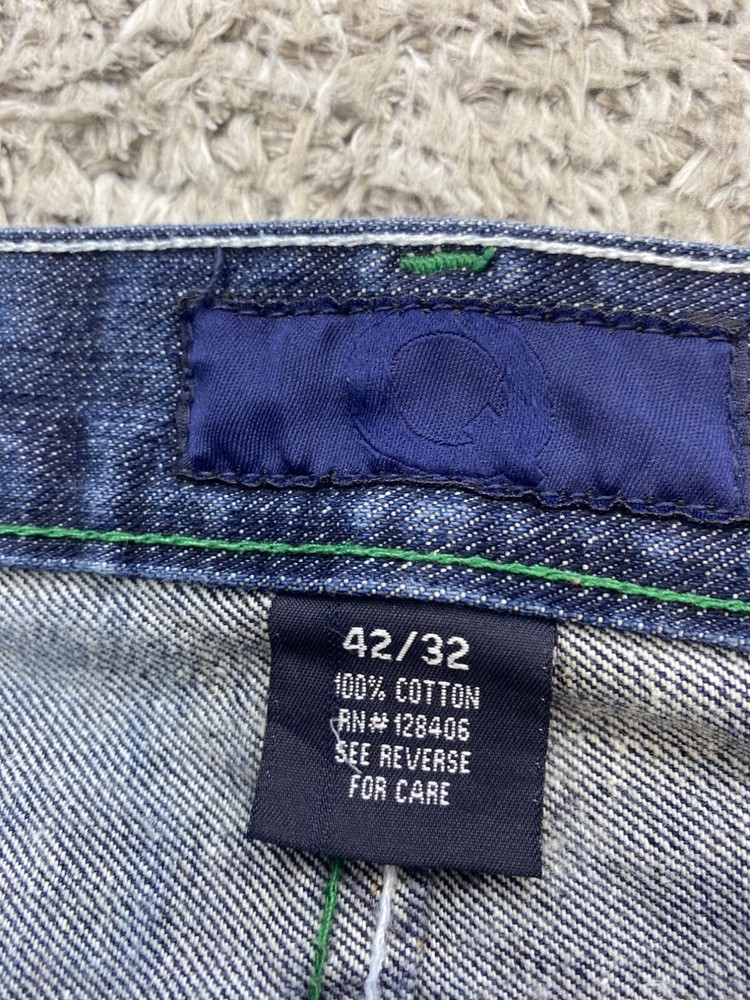 42/32
100% COTTON
RN#128406
SEE REVERSE
FOR CARE